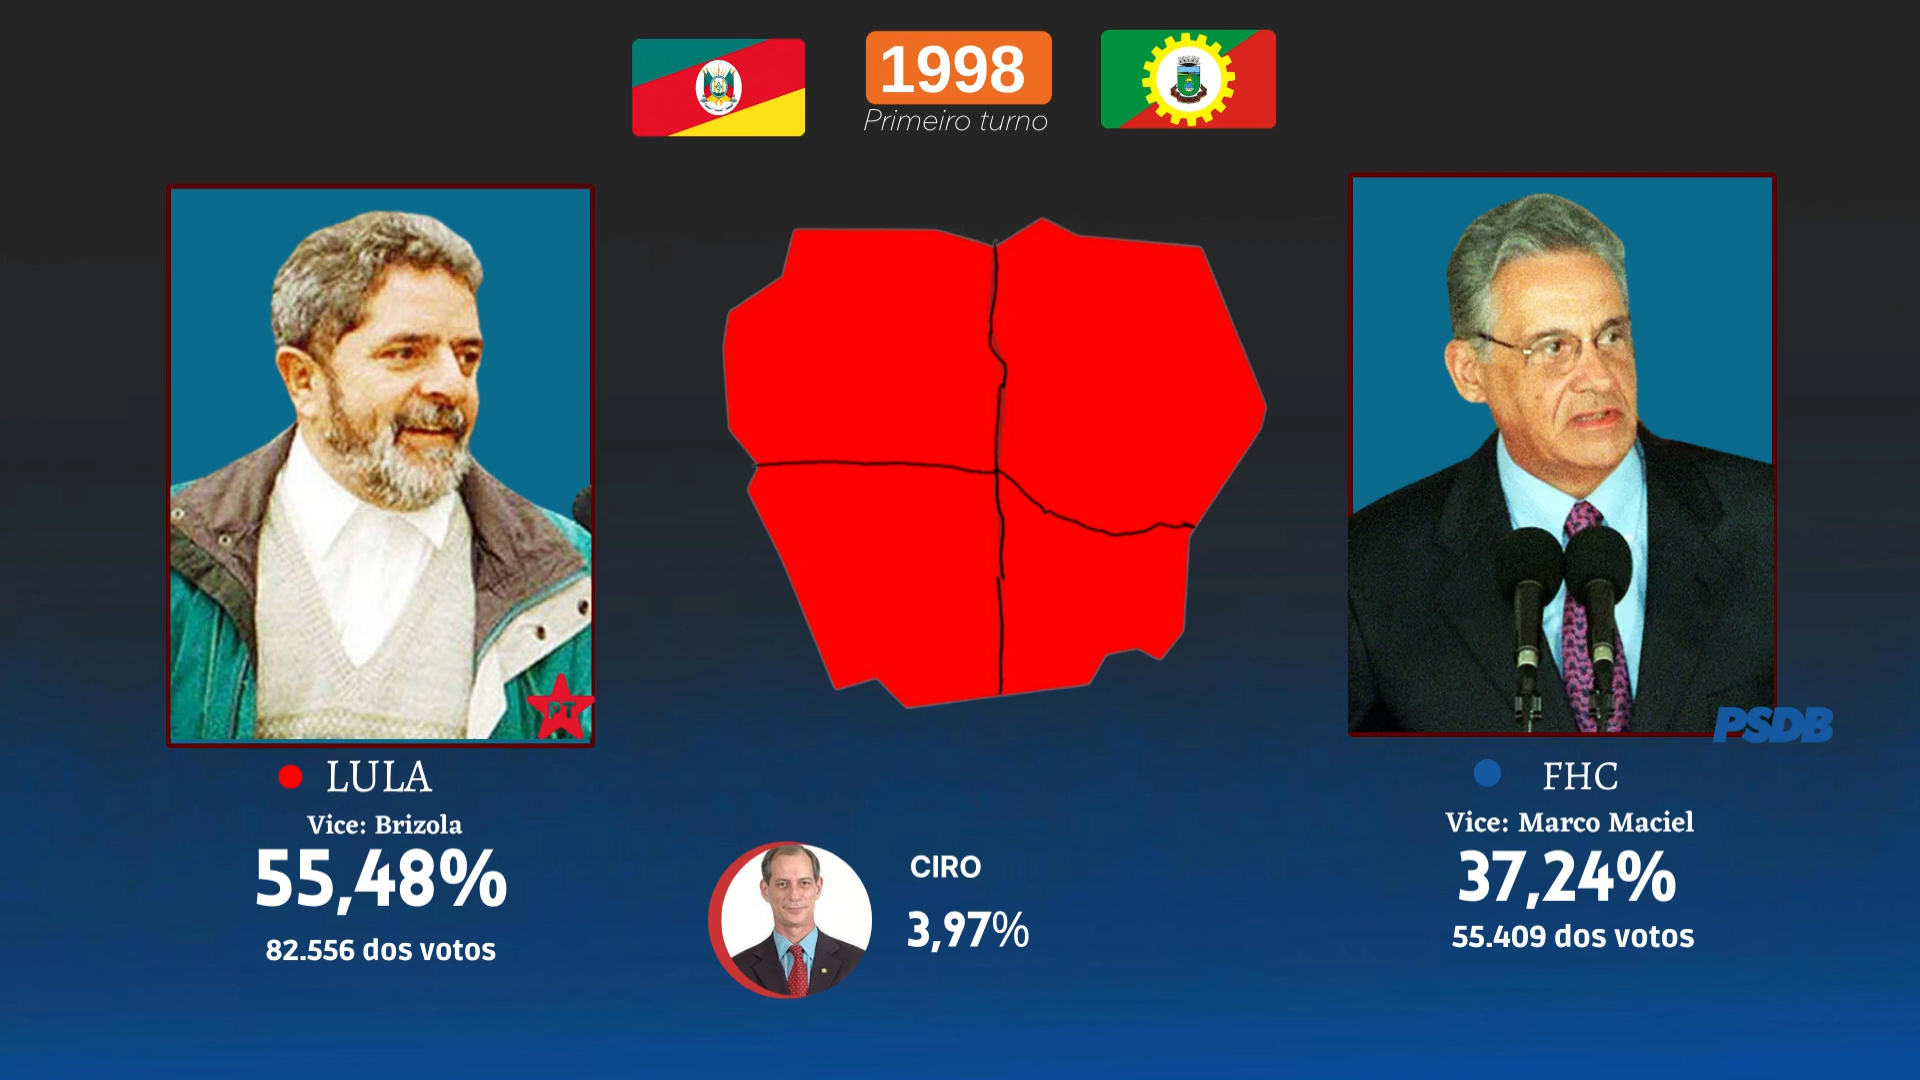 1998
Primeiro turno
PT
LULA
Vice: Brizola
55,48%
82.556 dos votos
CIRO
3,97%
PSDB
FHC
Vice: Marco Maciel
37,24%
55.409 dos votos